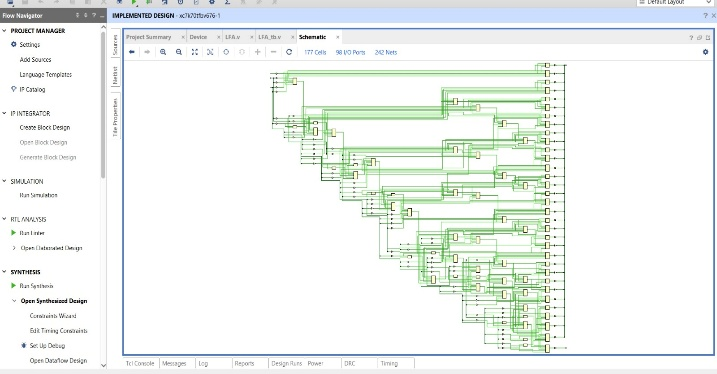 Default Layout
Flow Navigator
IMPLEMENTED DESIGN - xc7k70tfbv676-1
PROJECT MANAGER
Settings
Add Sources
Language Templates
IP Catalog
IP INTEGRATOR
Create Block Design
Open Block Design
Generate Block Design
SIMULATION
Run Simulation
RTL ANALYSIS
Run Linter
Open Elaborated Design
SYNTHESIS
Run Synthesis
Open Synthesized Design
Constraints Wizard
Edit Timing Constraints
Set Up Debug
Open Dataflow Design
Sources
Netlist
Tile Properties
Project Summary
Device
LFA.v
LFA_tb.v
Schematic
177 Cells
98 I/O Ports
242 Nets
Tcl Console
Messages
Log
Reports
Design Runs
Power
DRC
Timing